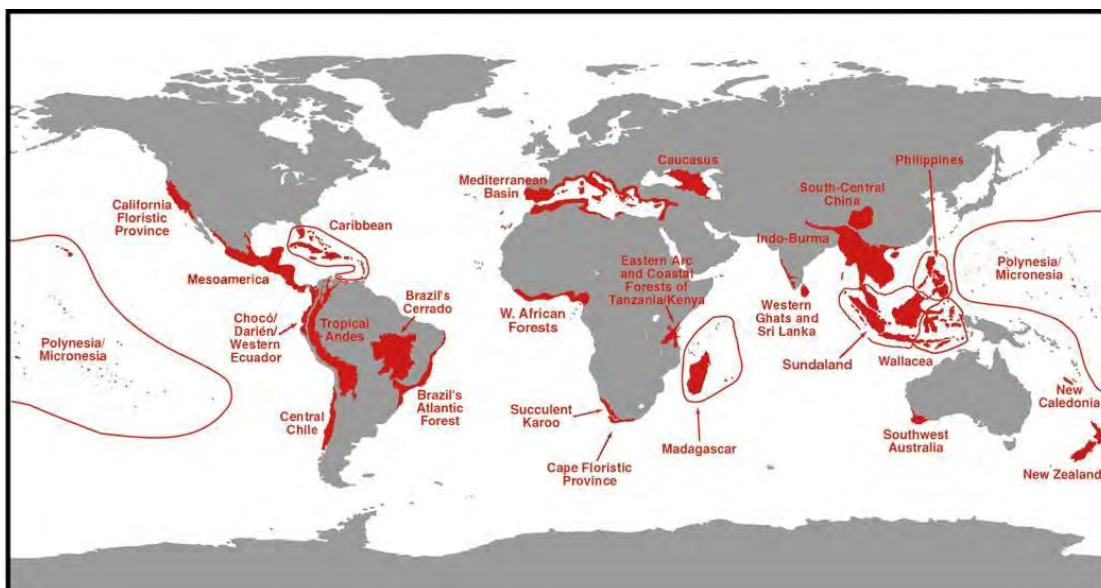 Caucasus
Philippines
Mediterranean
Basin
South-Central
China
California
Floristic
Province
Caribbean
Indo-Burma
Polynesia/
Micronesia
Mesoamerica
Eastern Arc
and Coastal
Forests of
Tanzania/Kenya
Brazil's
Cerrado
W. African
Forests
Western
Ghats and
Sri Lanka
Chocó/
Darién/
Western
Ecuador
Tropical
Andes
Polynesia/
Micronesia
Sundaland
Wallacea
New
Caledonia
Central
Chile
Brazil's
Atlantic
Forest
Succulent
Karoo
Madagascar
Southwest
Australia
Cape Floristic
Province
New Zealand